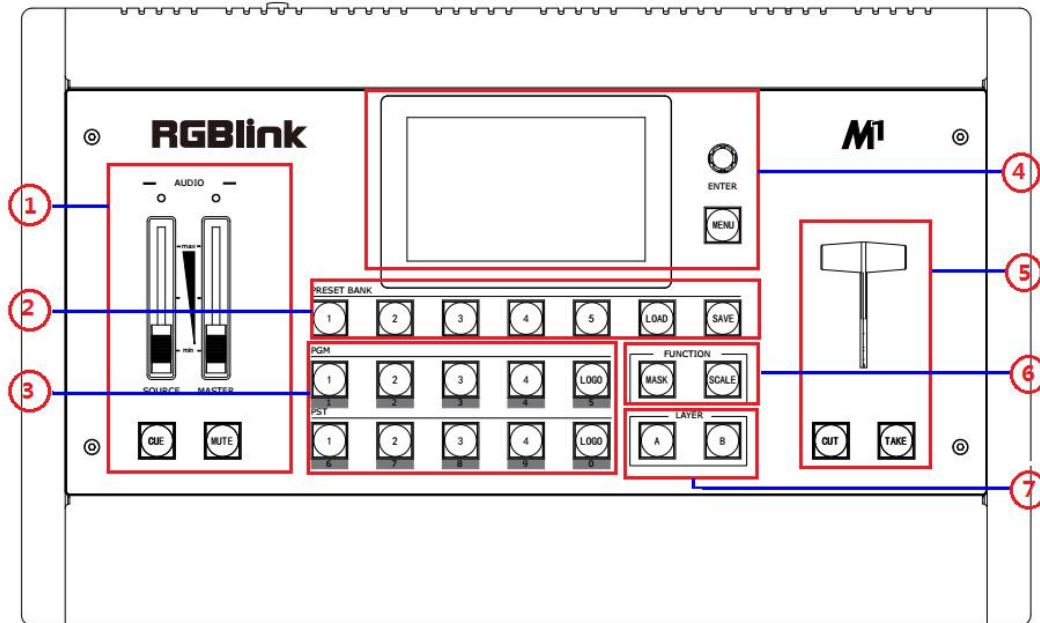 RGBlink
M1
AUDIO
max
min
SOURCE MASTER
CUE MUTE
ENTER
MENU
PRESET BANK
1 2 3 4 5 LOAD SAVE
PGM
1 2 3 4 LOGO
1 2 3 4 5
PST
1 2 3 4 LOGO
6 7 8 9 0
FUNCTION
MASK SCALE
LAYER
A B
CUT TAKE
1
2
3
4
5
6
7